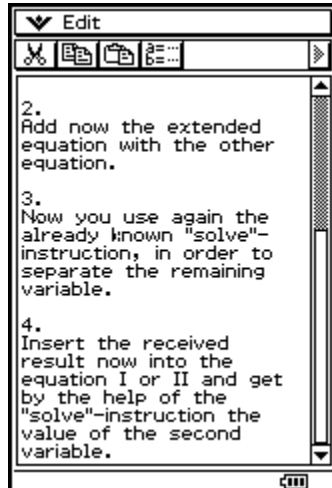 Edit
2.
Add now the extended
equation with the other
equation.
3.
Now you use again the
already known "solve"-
instruction, in order to
separate the remaining
variable.
4.
Insert the received
result now into the
equation I or II and get
by the help of the
"solve"-instruction the
value of the second
variable.